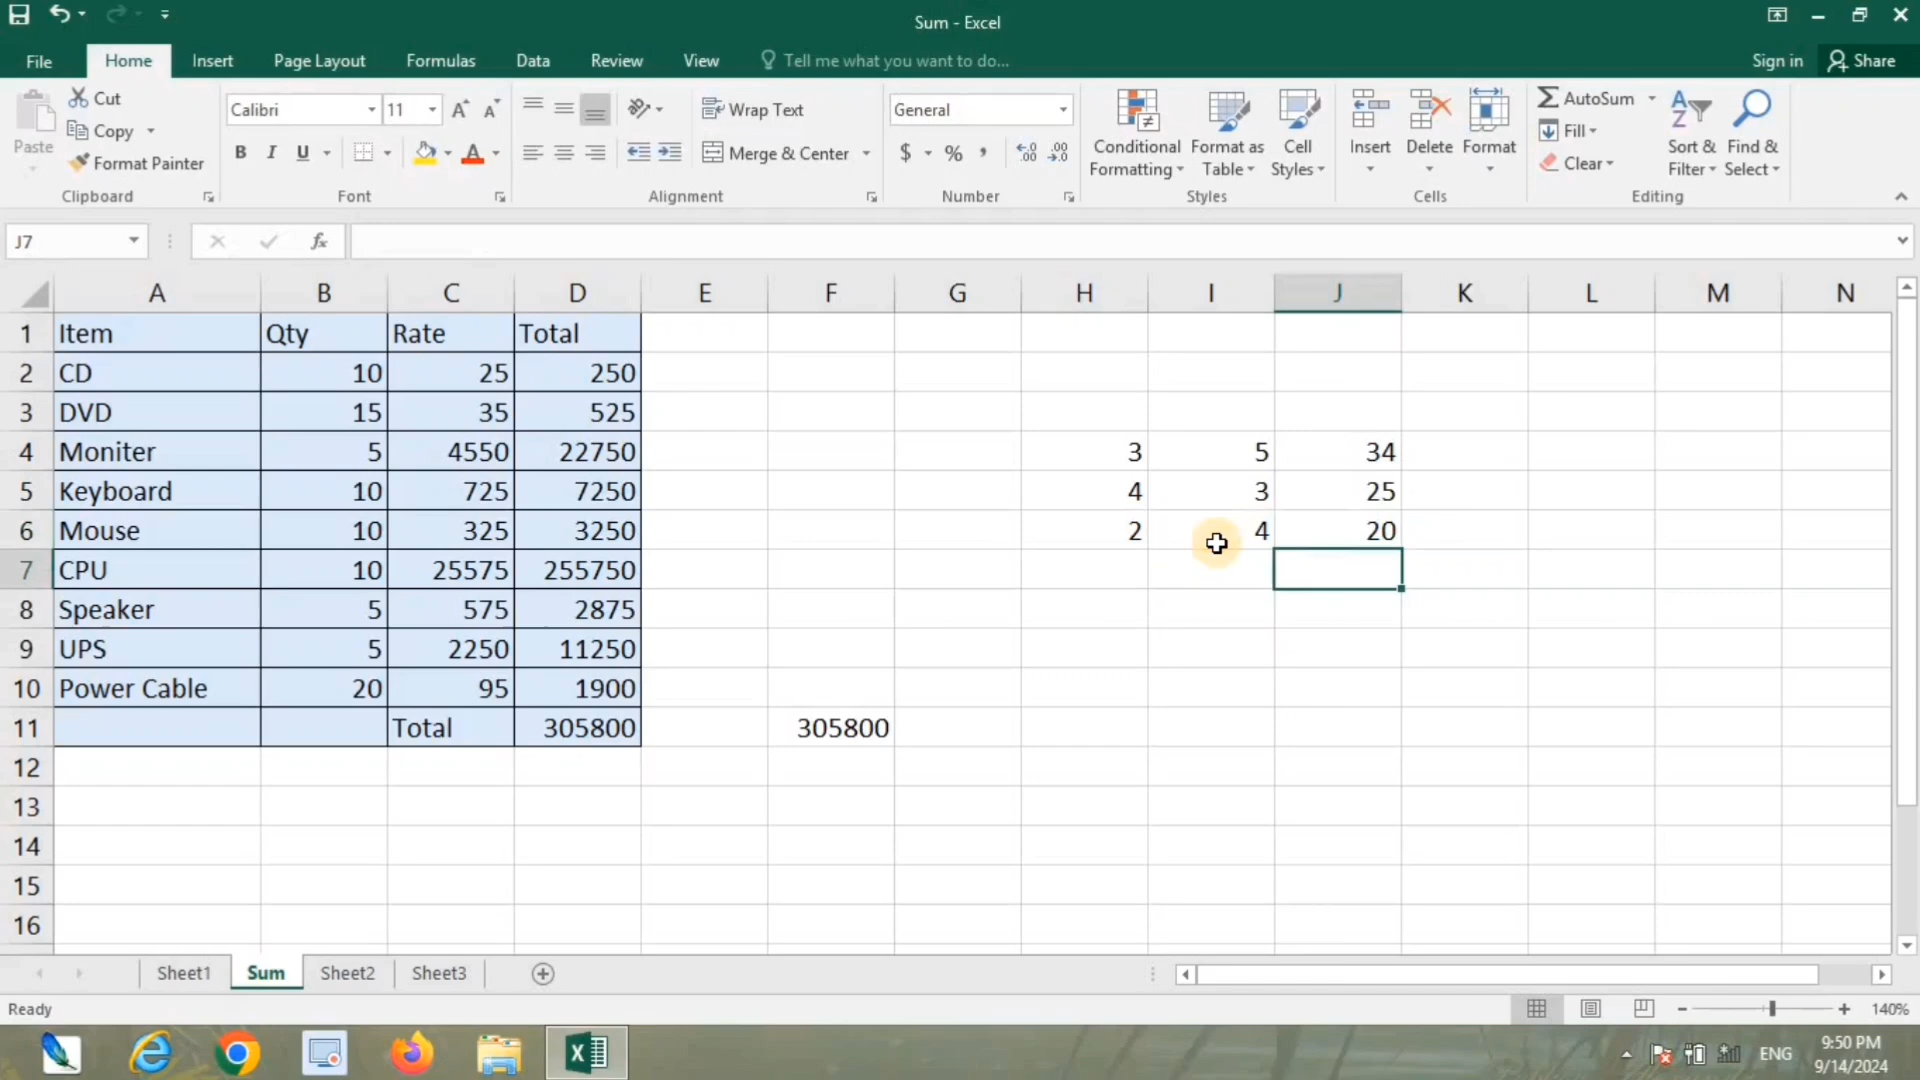 Sum - Excel
File Home Insert Page Layout Formulas Data Review View Tell me what you want to do... Sign in Share
Paste Cut Copy Format Painter
Clipboard
Calibri 11
B I U A
Font
Wrap Text
Merge & Center
Alignment
General
$ % , .00
Number
Conditional Formatting
Format as Table
Cell Styles
Styles
Insert Delete Format
Cells
AutoSum
Fill
Clear
Sort & Filter
Find & Select
Editing
J7 fx
A B C D E F G H I J K L M N
1 Item Qty Rate Total
2 CD 10 25 250
3 DVD 15 35 525
4 Moniter 5 4550 22750 3 5 34
5 Keyboard 10 725 7250 4 3 25
6 Mouse 10 325 3250 2 4 20
7 CPU 10 25575 255750
8 Speaker 5 575 2875
9 UPS 5 2250 11250
10 Power Cable 20 95 1900
11 Total 305800 305800
12
13
14
15
16
Sheet1 Sum Sheet2 Sheet3
Ready 140%
ENG 9:50 PM
9/14/2024